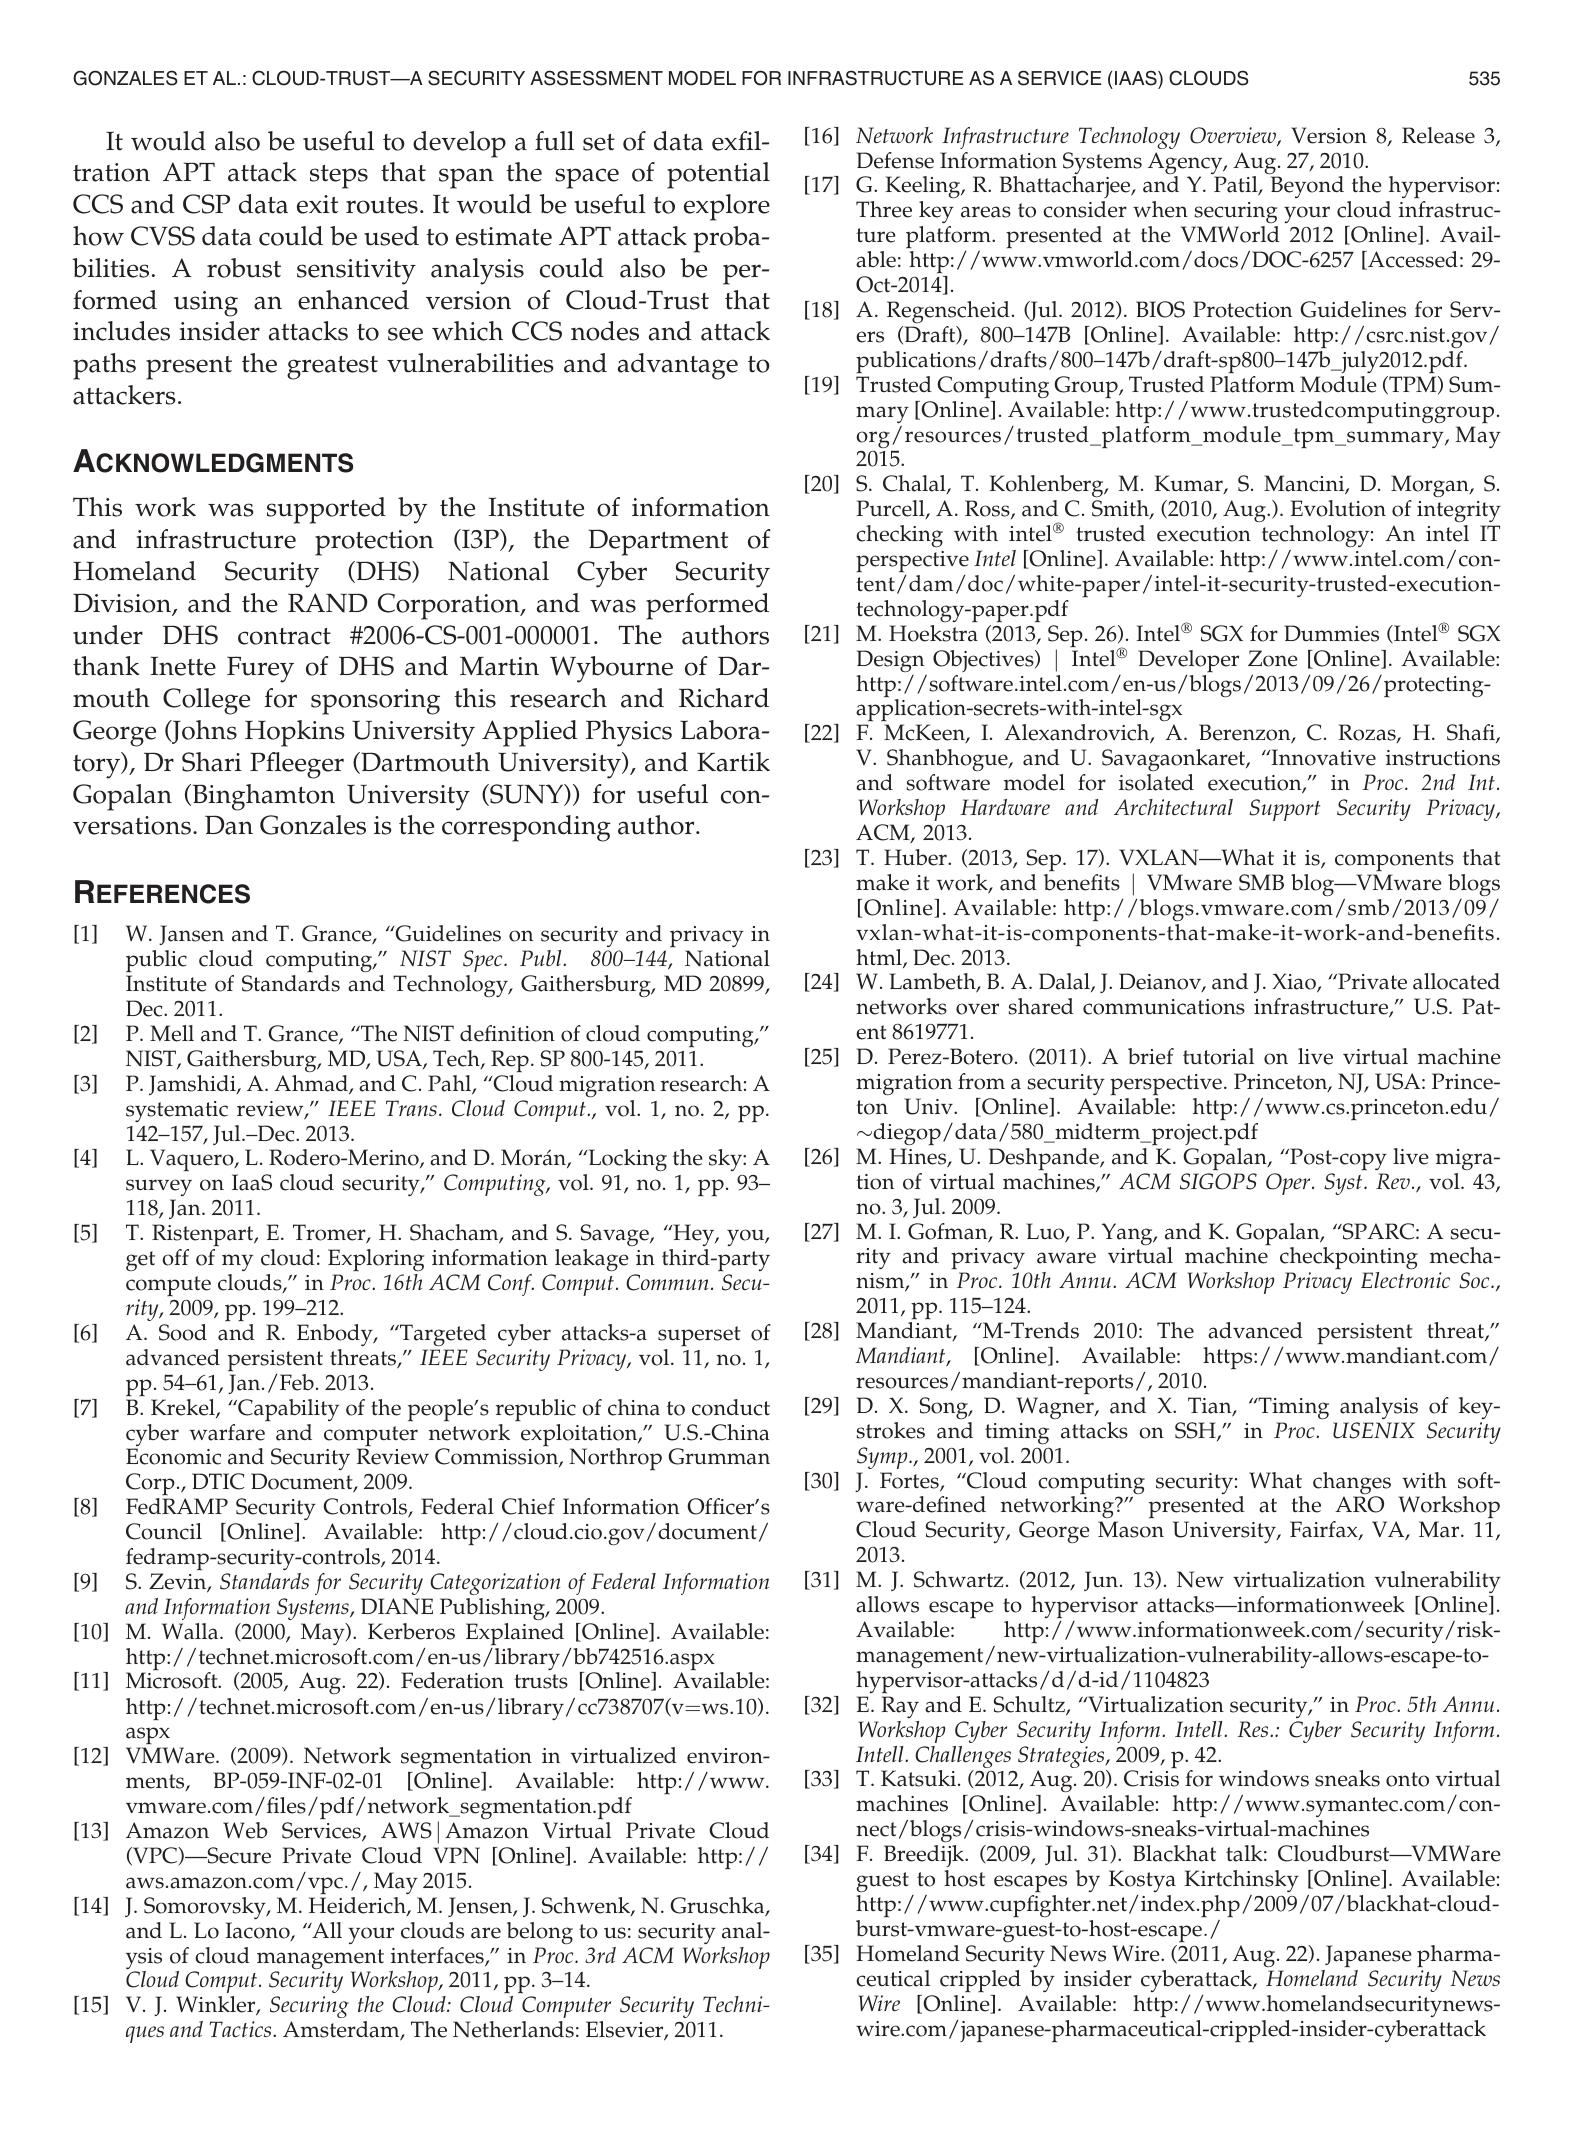 GONZALES ET AL.: CLOUD-TRUST—A SECURITY ASSESSMENT MODEL FOR INFRASTRUCTURE AS A SERVICE (IAAS) CLOUDS 535
It would also be useful to develop a full set of data exfil-
tration APT attack steps that span the space of potential
CCS and CSP data exit routes. It would be useful to explore
how CVSS data could be used to estimate APT attack proba-
bilities. A robust sensitivity analysis could also be per-
formed using an enhanced version of Cloud-Trust that
includes insider attacks to see which CCS nodes and attack
paths present the greatest vulnerabilities and advantage to
attackers.
ACKNOWLEDGMENTS
This work was supported by the Institute of information
and infrastructure protection (I3P), the Department of
Homeland Security (DHS) National Cyber Security
Division, and the RAND Corporation, and was performed
under DHS contract #2006-CS-001-000001. The authors
thank Inette Furey of DHS and Martin Wybourne of Dar-
mouth College for sponsoring this research and Richard
George (Johns Hopkins University Applied Physics Labora-
tory), Dr Shari Pfleeger (Dartmouth University), and Kartik
Gopalan (Binghamton University (SUNY)) for useful con-
versations. Dan Gonzales is the corresponding author.
REFERENCES
[1] W. Jansen and T. Grance, “Guidelines on security and privacy in
public cloud computing,” NIST Spec. Publ. 800–144, National
Institute of Standards and Technology, Gaithersburg, MD 20899,
Dec. 2011.
[2] P. Mell and T. Grance, “The NIST definition of cloud computing,”
NIST, Gaithersburg, MD, USA, Tech, Rep. SP 800-145, 2011.
[3] P. Jamshidi, A. Ahmad, and C. Pahl, “Cloud migration research: A
systematic review,” IEEE Trans. Cloud Comput., vol. 1, no. 2, pp.
142–157, Jul.–Dec. 2013.
[4] L. Vaquero, L. Rodero-Merino, and D. Morán, “Locking the sky: A
survey on IaaS cloud security,” Computing, vol. 91, no. 1, pp. 93–
118, Jan. 2011.
[5] T. Ristenpart, E. Tromer, H. Shacham, and S. Savage, “Hey, you,
get off of my cloud: Exploring information leakage in third-party
compute clouds,” in Proc. 16th ACM Conf. Comput. Commun. Secu-
rity, 2009, pp. 199–212.
[6] A. Sood and R. Enbody, “Targeted cyber attacks-a superset of
advanced persistent threats,” IEEE Security Privacy, vol. 11, no. 1,
pp. 54–61, Jan./Feb. 2013.
[7] B. Krekel, “Capability of the people’s republic of china to conduct
cyber warfare and computer network exploitation,” U.S.-China
Economic and Security Review Commission, Northrop Grumman
Corp., DTIC Document, 2009.
[8] FedRAMP Security Controls, Federal Chief Information Officer’s
Council [Online]. Available: http://cloud.cio.gov/document/
fedramp-security-controls, 2014.
[9] S. Zevin, Standards for Security Categorization of Federal Information
and Information Systems, DIANE Publishing, 2009.
[10] M. Walla. (2000, May). Kerberos Explained [Online]. Available:
http://technet.microsoft.com/en-us/library/bb742516.aspx
[11] Microsoft. (2005, Aug. 22). Federation trusts [Online]. Available:
http://technet.microsoft.com/en-us/library/cc738707(v=ws.10).
aspx
[12] VMWare. (2009). Network segmentation in virtualized environ-
ments, BP-059-INF-02-01 [Online]. Available: http://www.
vmware.com/files/pdf/network_segmentation.pdf
[13] Amazon Web Services, AWS|Amazon Virtual Private Cloud
(VPC)—Secure Private Cloud VPN [Online]. Available: http://
aws.amazon.com/vpc./, May 2015.
[14] J. Somorovsky, M. Heiderich, M. Jensen, J. Schwenk, N. Gruschka,
and L. Lo Iacono, “All your clouds are belong to us: security anal-
ysis of cloud management interfaces,” in Proc. 3rd ACM Workshop
Cloud Comput. Security Workshop, 2011, pp. 3–14.
[15] V. J. Winkler, Securing the Cloud: Cloud Computer Security Techni-
ques and Tactics. Amsterdam, The Netherlands: Elsevier, 2011.
[16] Network Infrastructure Technology Overview, Version 8, Release 3,
Defense Information Systems Agency, Aug. 27, 2010.
[17] G. Keeling, R. Bhattacharjee, and Y. Patil, Beyond the hypervisor:
Three key areas to consider when securing your cloud infrastruc-
ture platform. presented at the VMWorld 2012 [Online]. Avail-
able: http://www.vmworld.com/docs/DOC-6257 [Accessed: 29-
Oct-2014].
[18] A. Regenscheid. (Jul. 2012). BIOS Protection Guidelines for Serv-
ers (Draft), 800–147B [Online]. Available: http://csrc.nist.gov/
publications/drafts/800–147b/draft-sp800–147b_july2012.pdf.
[19] Trusted Computing Group, Trusted Platform Module (TPM) Sum-
mary [Online]. Available: http://www.trustedcomputinggroup.
org/resources/trusted_platform_module_tpm_summary, May
2015.
[20] S. Chalal, T. Kohlenberg, M. Kumar, S. Mancini, D. Morgan, S.
Purcell, A. Ross, and C. Smith, (2010, Aug.). Evolution of integrity
checking with intel® trusted execution technology: An intel IT
perspective Intel [Online]. Available: http://www.intel.com/con-
tent/dam/doc/white-paper/intel-it-security-trusted-execution-
technology-paper.pdf
[21] M. Hoekstra (2013, Sep. 26). Intel® SGX for Dummies (Intel® SGX
Design Objectives) | Intel® Developer Zone [Online]. Available:
http://software.intel.com/en-us/blogs/2013/09/26/protecting-
application-secrets-with-intel-sgx
[22] F. McKeen, I. Alexandrovich, A. Berenzon, C. Rozas, H. Shafi,
V. Shanbhogue, and U. Savagaonkaret, “Innovative instructions
and software model for isolated execution,” in Proc. 2nd Int.
Workshop Hardware and Architectural Support Security Privacy,
ACM, 2013.
[23] T. Huber. (2013, Sep. 17). VXLAN—What it is, components that
make it work, and benefits | VMware SMB blog—VMware blogs
[Online]. Available: http://blogs.vmware.com/smb/2013/09/
vxlan-what-it-is-components-that-make-it-work-and-benefits.
html, Dec. 2013.
[24] W. Lambeth, B. A. Dalal, J. Deianov, and J. Xiao, “Private allocated
networks over shared communications infrastructure,” U.S. Pat-
ent 8619771.
[25] D. Perez-Botero. (2011). A brief tutorial on live virtual machine
migration from a security perspective. Princeton, NJ, USA: Prince-
ton Univ. [Online]. Available: http://www.cs.princeton.edu/
~diegop/data/580_midterm_project.pdf
[26] M. Hines, U. Deshpande, and K. Gopalan, “Post-copy live migra-
tion of virtual machines,” ACM SIGOPS Oper. Syst. Rev., vol. 43,
no. 3, Jul. 2009.
[27] M. I. Gofman, R. Luo, P. Yang, and K. Gopalan, “SPARC: A secu-
rity and privacy aware virtual machine checkpointing mecha-
nism,” in Proc. 10th Annu. ACM Workshop Privacy Electronic Soc.,
2011, pp. 115–124.
[28] Mandiant, “M-Trends 2010: The advanced persistent threat,”
Mandiant, [Online]. Available: https://www.mandiant.com/
resources/mandiant-reports/, 2010.
[29] D. X. Song, D. Wagner, and X. Tian, “Timing analysis of key-
strokes and timing attacks on SSH,” in Proc. USENIX Security
Symp., 2001, vol. 2001.
[30] J. Fortes, “Cloud computing security: What changes with soft-
ware-defined networking?” presented at the ARO Workshop
Cloud Security, George Mason University, Fairfax, VA, Mar. 11,
2013.
[31] M. J. Schwartz. (2012, Jun. 13). New virtualization vulnerability
allows escape to hypervisor attacks—informationweek [Online].
Available: http://www.informationweek.com/security/risk-
management/new-virtualization-vulnerability-allows-escape-to-
hypervisor-attacks/d/d-id/1104823
[32] E. Ray and E. Schultz, “Virtualization security,” in Proc. 5th Annu.
Workshop Cyber Security Inform. Intell. Res.: Cyber Security Inform.
Intell. Challenges Strategies, 2009, p. 42.
[33] T. Katsuki. (2012, Aug. 20). Crisis for windows sneaks onto virtual
machines [Online]. Available: http://www.symantec.com/con-
nect/blogs/crisis-windows-sneaks-virtual-machines
[34] F. Breedijk. (2009, Jul. 31). Blackhat talk: Cloudburst—VMWare
guest to host escapes by Kostya Kirtchinsky [Online]. Available:
http://www.cupfighter.net/index.php/2009/07/blackhat-cloud-
burst-vmware-guest-to-host-escape./
[35] Homeland Security News Wire. (2011, Aug. 22). Japanese pharma-
ceutical crippled by insider cyberattack, Homeland Security News
Wire [Online]. Available: http://www.homelandsecuritynews-
wire.com/japanese-pharmaceutical-crippled-insider-cyberattack